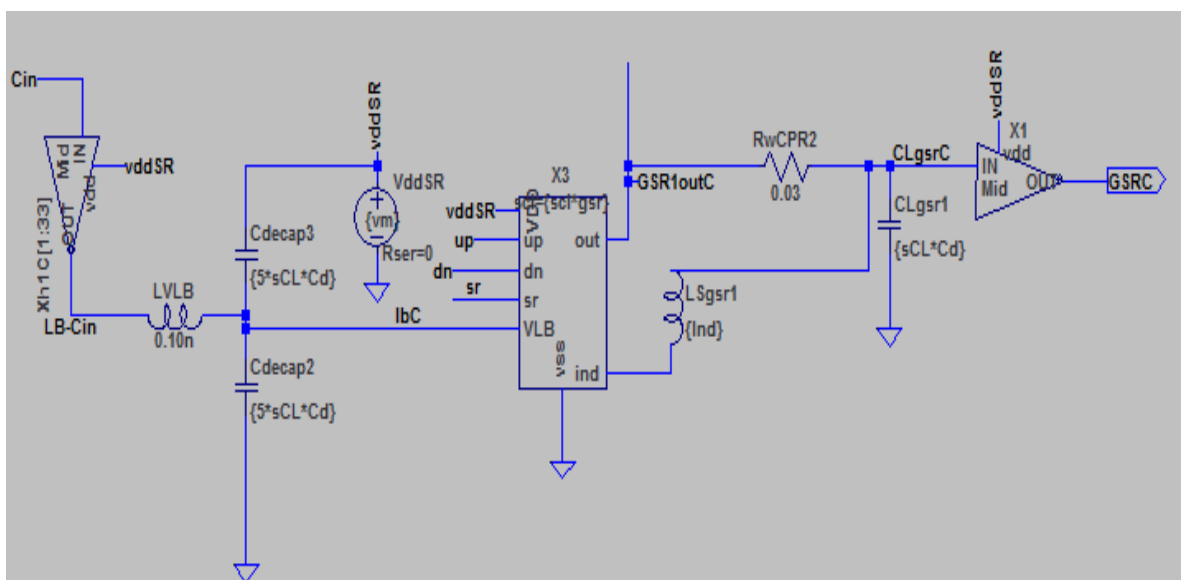 Cin
Mid
IN
vddSR
OUT
vdd
Xh1C[1:33]
LB-Cin
LVLB
0.10n
Cdecap3
{5*sCL*Cd}
Cdecap2
{5*sCL*Cd}
vddSR
VddSR
{vm}
Rser=0
lbC
X3
scl={scl*gsr}
vddSR
up
dn
sr
up
dn
sr
VLB
vss
out
ind
GSR1outC
RwCPR2
0.03
LSgsr1
{Ind}
CLgsrC
CLgsr1
{sCL*Cd}
vddSR
X1
vdd
IN
Mid
OUT
GSRC